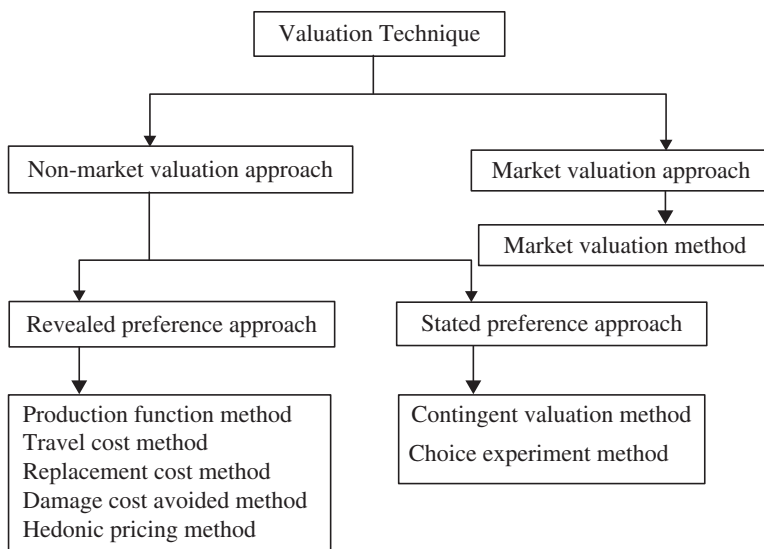 Valuation Technique
Non-market valuation approach
Market valuation approach
Market valuation method
Revealed preference approach
Stated preference approach
Production function method
Travel cost method
Replacement cost method
Damage cost avoided method
Hedonic pricing method
Contingent valuation method
Choice experiment method